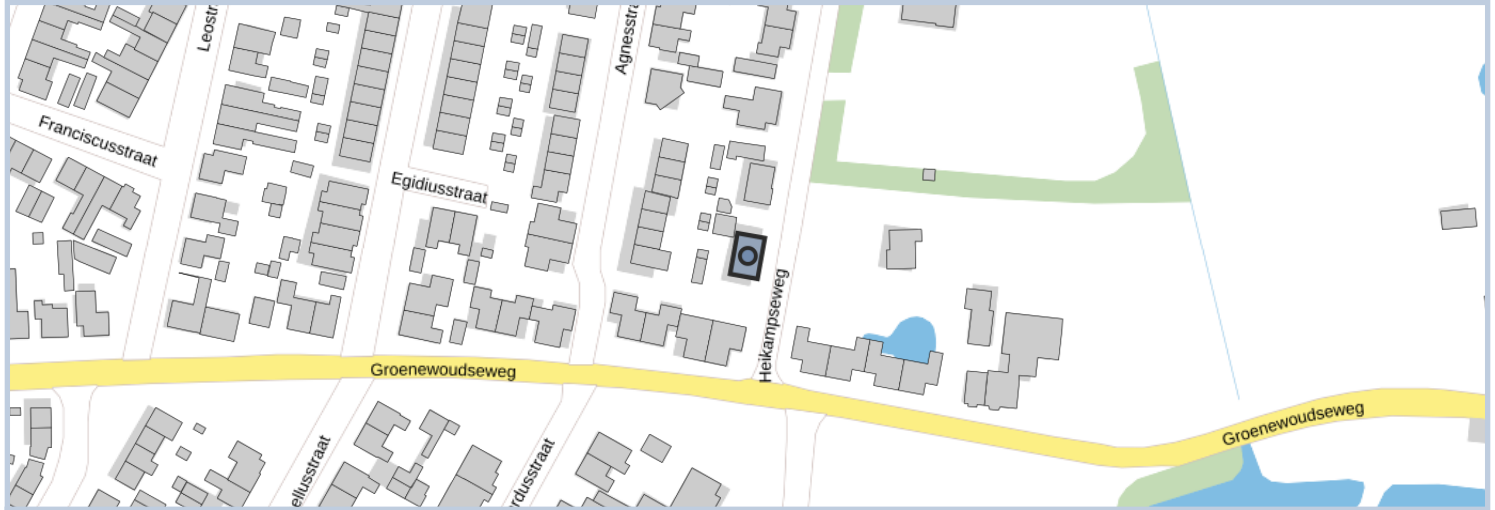 Leostr
Agnesstra
Franciscusstraat
Egidiusstraat
Heikampseweg
Groenewoudseweg
Groenewoudseweg
ellusstraat
rdusstraat